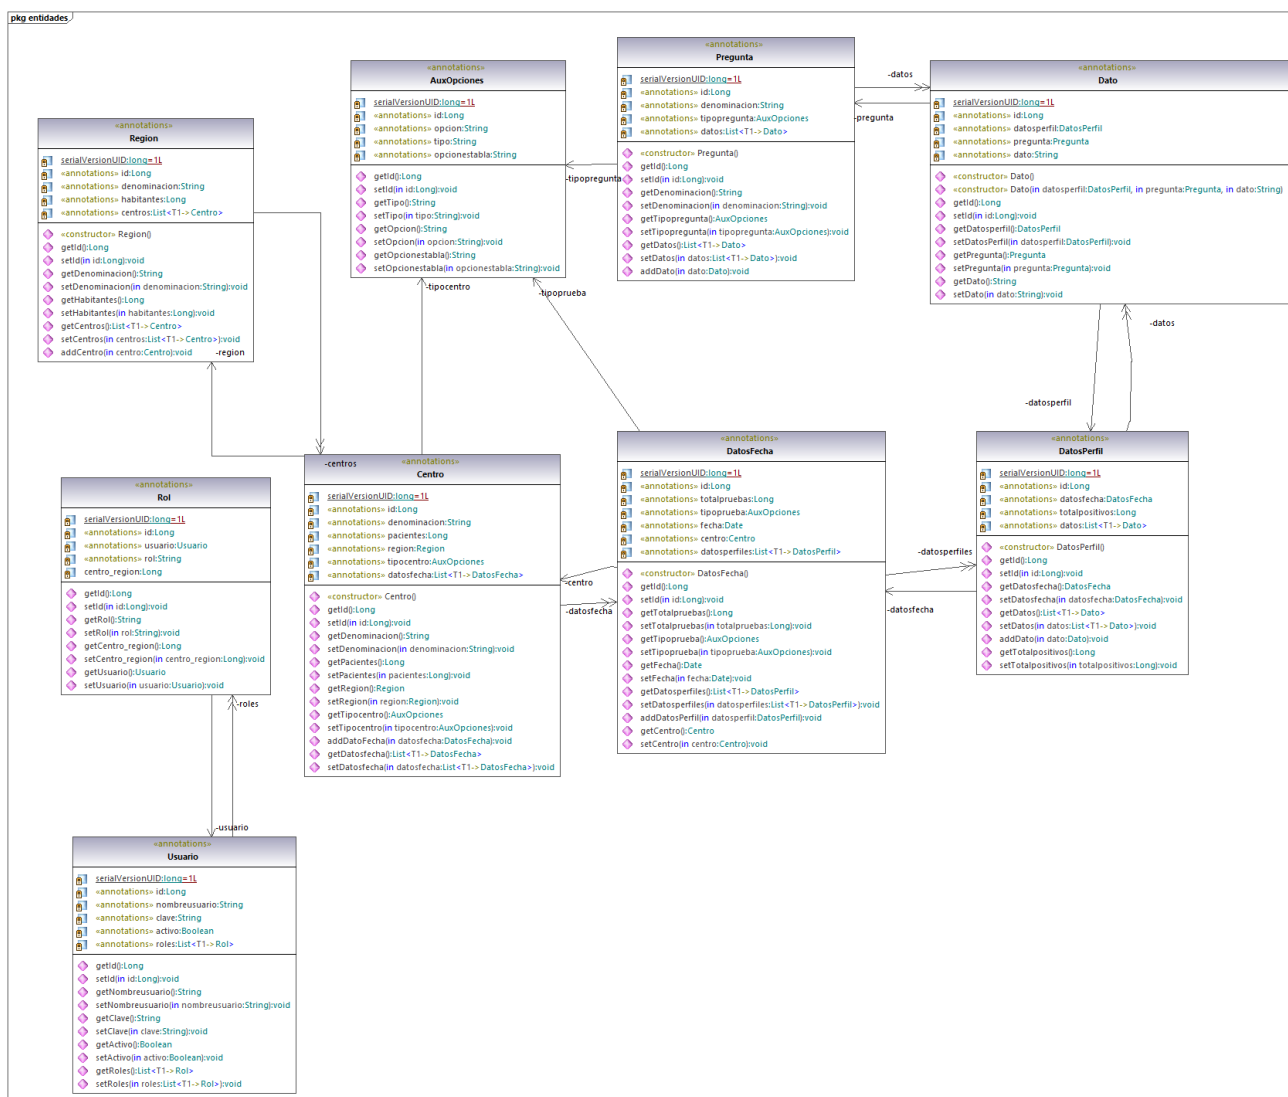 pkg entidades
«annotations»
Region
serialVersionUID:long=1L
«annotations» id:Long
«annotations» denominacion:String
«annotations» habitantes:Long
«annotations» centros:List<T1->Centro>
«constructor» Region()
getId():Long
setId(in id:Long):void
getDenominacion():String
setDenominacion(in denominacion:String):void
getHabitantes():Long
setHabitantes(in habitantes:Long):void
getCentros():List<T1->Centro>
setCentros(in centros:List<T1->Centro>):void
addCentro(in centro:Centro):void
-region
«annotations»
AuxOpciones
serialVersionUID:long=1L
«annotations» id:Long
«annotations» opcion:String
«annotations» tipo:String
«annotations» opcionestabla:String
getId():Long
setId(in id:Long):void
getTipo():String
setTipo(in tipo:String):void
getOpcion():String
setOpcion(in opcion:String):void
getOpcionestabla():String
setOpcionestabla(in opcionestabla:String):void
-tipocentro
-tipoprueba
-tipopregunta
«annotations»
Pregunta
serialVersionUID:long=1L
«annotations» id:Long
«annotations» denominacion:String
«annotations» tipopregunta:AuxOpciones
«annotations» datos:List<T1->Dato>
«constructor» Pregunta()
getId():Long
setId(in id:Long):void
getDenominacion():String
setDenominacion(in denominacion:String):void
getTipopregunta():AuxOpciones
setTipopregunta(in tipopregunta:AuxOpciones):void
getDatos():List<T1->Dato>
setDatos(in datos:List<T1->Dato>):void
addDato(in dato:Dato):void
-datos
-pregunta
«annotations»
Dato
serialVersionUID:long=1L
«annotations» id:Long
«annotations» datosperfil:DatosPerfil
«annotations» pregunta:Pregunta
«annotations» dato:String
«constructor» Dato()
«constructor» Dato(in datosperfil:DatosPerfil, in pregunta:Pregunta, in dato:String)
getId():Long
setId(in id:Long):void
getDatosperfil():DatosPerfil
setDatosPerfil(in datosperfil:DatosPerfil):void
getPregunta():Pregunta
setPregunta(in pregunta:Pregunta):void
getDato():String
setDato(in dato:String):void
-datos
-datosperfil
«annotations»
Rol
serialVersionUID:long=1L
«annotations» id:Long
«annotations» usuario:Usuario
«annotations» rol:String
centro_region:Long
getId():Long
setId(in id:Long):void
getRol():String
setRol(in rol:String):void
getCentro_region():Long
setCentro_region(in centro_region:Long):void
getUsuario():Usuario
setUsuario(in usuario:Usuario):void
-roles
-centros
«annotations»
Centro
serialVersionUID:long=1L
«annotations» id:Long
«annotations» denominacion:String
«annotations» pacientes:Long
«annotations» region:Region
«annotations» tipocentro:AuxOpciones
«annotations» datosfecha:List<T1->DatosFecha>
«constructor» Centro()
getId():Long
setId(in id:Long):void
getDenominacion():String
setDenominacion(in denominacion:String):void
getPacientes():Long
setPacientes(in pacientes:Long):void
getRegion():Region
setRegion(in region:Region):void
getTipocentro():AuxOpciones
setTipocentro(in tipocentro:AuxOpciones):void
addDatoFecha(in datosfecha:DatosFecha):void
getDatosfecha():List<T1->DatosFecha>
setDatosfecha(in datosfecha:List<T1->DatosFecha>):void
-centro
-datosfecha
«annotations»
DatosFecha
serialVersionUID:long=1L
«annotations» id:Long
«annotations» totalpruebas:Long
«annotations» tipoprueba:AuxOpciones
«annotations» fecha:Date
«annotations» centro:Centro
«annotations» datosperfiles:List<T1->DatosPerfil>
«constructor» DatosFecha()
getId():Long
setId(in id:Long):void
getTotalpruebas():Long
setTotalpruebas(in totalpruebas:Long):void
getTipoprueba():AuxOpciones
setTipoprueba(in tipoprueba:AuxOpciones):void
getFecha():Date
setFecha(in fecha:Date):void
getDatosperfiles():List<T1->DatosPerfil>
setDatosperfiles(in datosperfiles:List<T1->DatosPerfil>):void
addDatosPerfil(in datosperfil:DatosPerfil):void
getCentro():Centro
setCentro(in centro:Centro):void
-datosperfiles
-datosfecha
«annotations»
DatosPerfil
serialVersionUID:long=1L
«annotations» id:Long
«annotations» datosfecha:DatosFecha
«annotations» totalpositivos:Long
«annotations» datos:List<T1->Dato>
«constructor» DatosPerfil()
getId():Long
setId(in id:Long):void
getDatosfecha():DatosFecha
setDatosfecha(in datosfecha:DatosFecha):void
getDatos():List<T1->Dato>
setDatos(in datos:List<T1->Dato>):void
addDato(in dato:Dato):void
getTotalpositivos():Long
setTotalpositivos(in totalpositivos:Long):void
-usuario
«annotations»
Usuario
serialVersionUID:long=1L
«annotations» id:Long
«annotations» nombreusuario:String
«annotations» clave:String
«annotations» activo:Boolean
«annotations» roles:List<T1->Rol>
getId():Long
setId(in id:Long):void
getNombreusuario():String
setNombreusuario(in nombreusuario:String):void
getClave():String
setClave(in clave:String):void
getActivo():Boolean
setActivo(in activo:Boolean):void
getRoles():List<T1->Rol>
setRoles(in roles:List<T1->Rol>):void